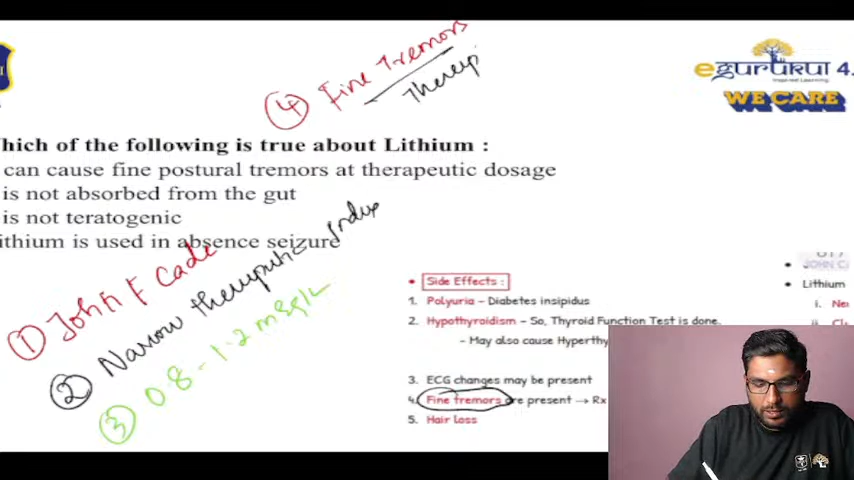 ④ Fine Tremors
Therap
egurukul 4.
Inspired Learning
WE CARE
hich of the following is true about Lithium :
can cause fine postural tremors at therapeutic dosage
is not absorbed from the gut
is not teratogenic
ithium is used in absence seizure
① John F Cade
② Narrow therapeutic Index
③ 0.8 - 1.2 mEq/L
• Side Effects :
1. Polyuria – Diabetes insipidus
2. Hypothyroidism – So, Thyroid Function Test is done.
- May also cause Hyperthy
3. ECG changes may be present
4. Fine tremors are present → Rx
5. Hair loss
• JOHN C
• Lithium
i. Ne
ii.